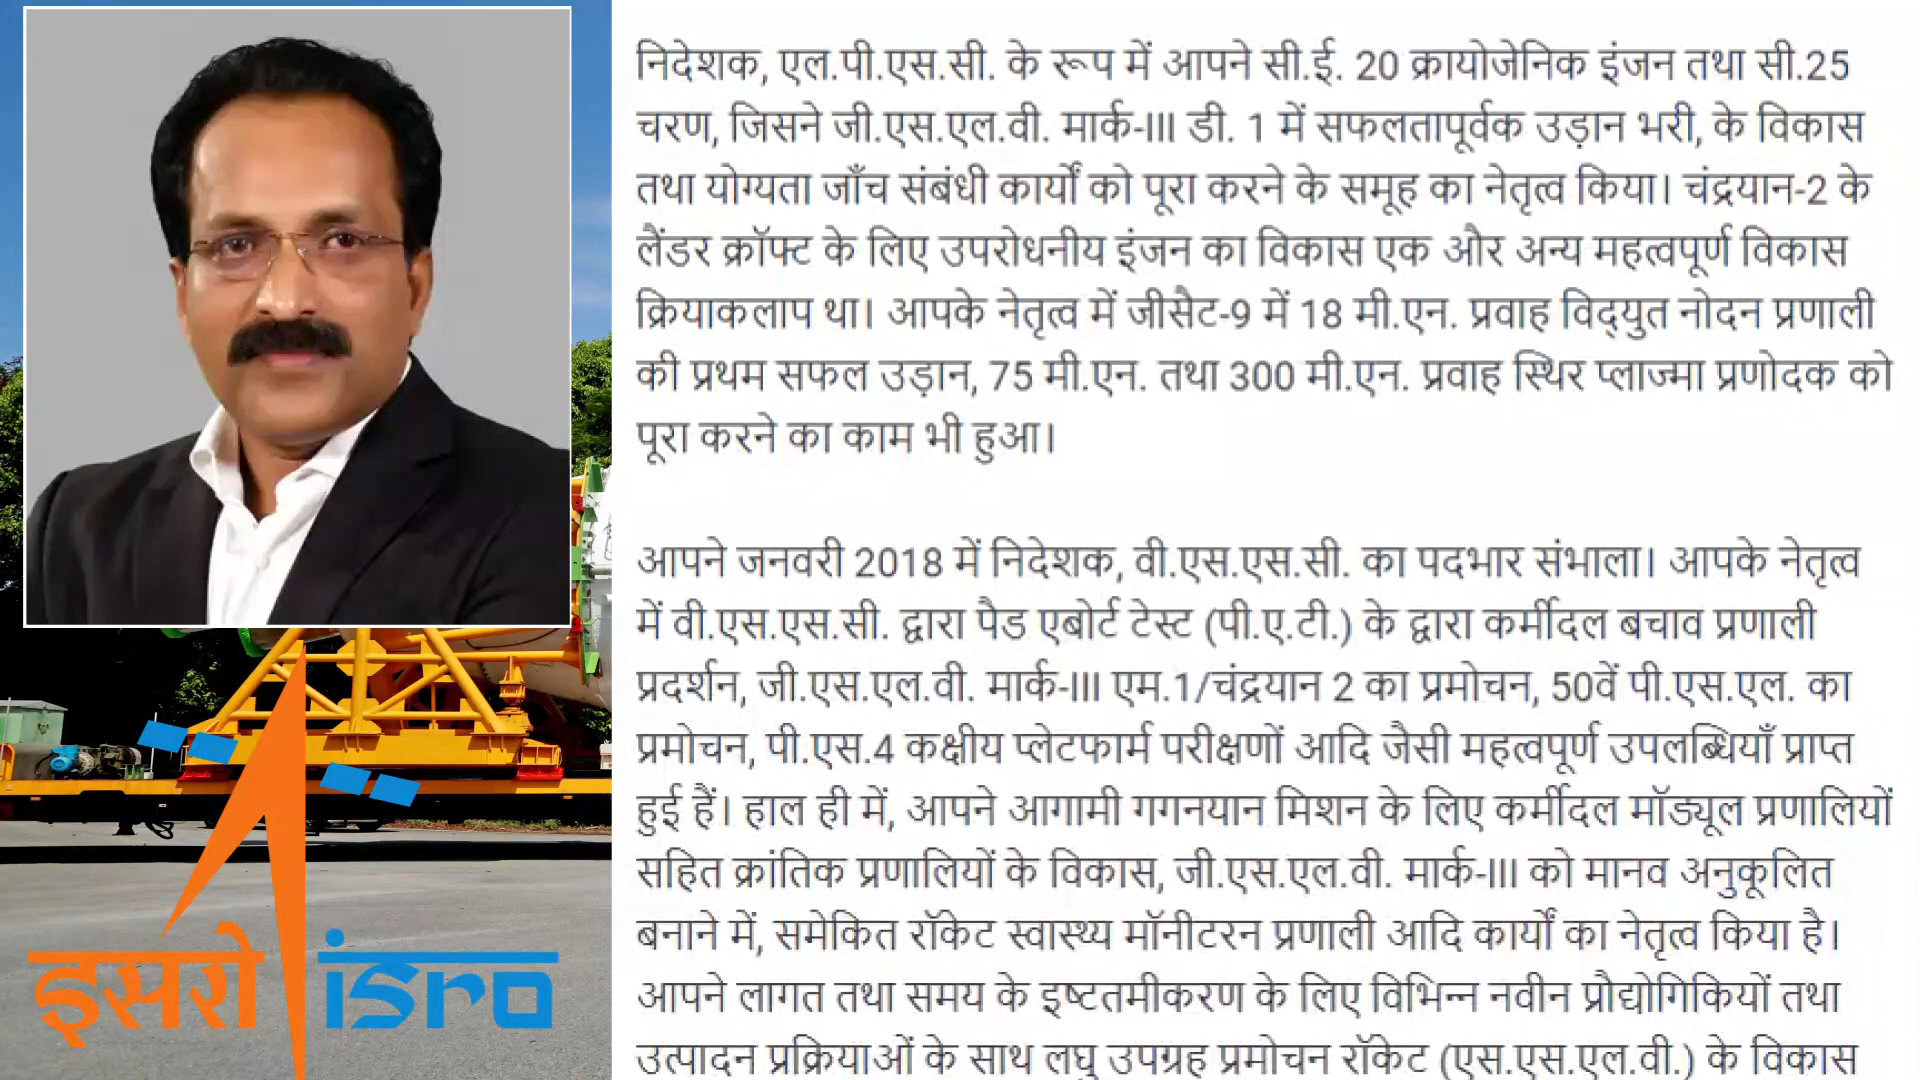 निदेशक, एल.पी.एस.सी. के रूप में आपने सी.ई. 20 क्रायोजेनिक इंजन तथा सी.25
चरण, जिसने जी.एस.एल.वी. मार्क-III डी. 1 में सफलतापूर्वक उड़ान भरी, के विकास
तथा योग्यता जाँच संबंधी कार्यों को पूरा करने के समूह का नेतृत्व किया। चंद्रयान-2 के
लैंडर क्रॉफ्ट के लिए उपरोधनीय इंजन का विकास एक और अन्य महत्वपूर्ण विकास
क्रियाकलाप था। आपके नेतृत्व में जीसैट-9 में 18 मी.एन. प्रवाह विद्युत नोदन प्रणाली
की प्रथम सफल उड़ान, 75 मी.एन. तथा 300 मी.एन. प्रवाह स्थिर प्लाज्मा प्रणोदक को
पूरा करने का काम भी हुआ।
आपने जनवरी 2018 में निदेशक, वी.एस.एस.सी. का पदभार संभाला। आपके नेतृत्व
में वी.एस.एस.सी. द्वारा पैड एबोर्ट टेस्ट (पी.ए.टी.) के द्वारा कर्मीदल बचाव प्रणाली
प्रदर्शन, जी.एस.एल.वी. मार्क-III एम.1/चंद्रयान 2 का प्रमोचन, 50वें पी.एस.एल. का
प्रमोचन, पी.एस.4 कक्षीय प्लेटफार्म परीक्षणों आदि जैसी महत्वपूर्ण उपलब्धियाँ प्राप्त
हुई हैं। हाल ही में, आपने आगामी गगनयान मिशन के लिए कर्मीदल मॉड्यूल प्रणालियों
सहित क्रांतिक प्रणालियों के विकास, जी.एस.एल.वी. मार्क-III को मानव अनुकूलित
बनाने में, समेकित रॉकेट स्वास्थ्य मॉनीटरन प्रणाली आदि कार्यों का नेतृत्व किया है।
आपने लागत तथा समय के इष्टतमीकरण के लिए विभिन्न नवीन प्रौद्योगिकियों तथा
उत्पादन प्रक्रियाओं के साथ लघु उपग्रह प्रमोचन रॉकेट (एस.एस.एल.वी.) के विकास
इसरो isro